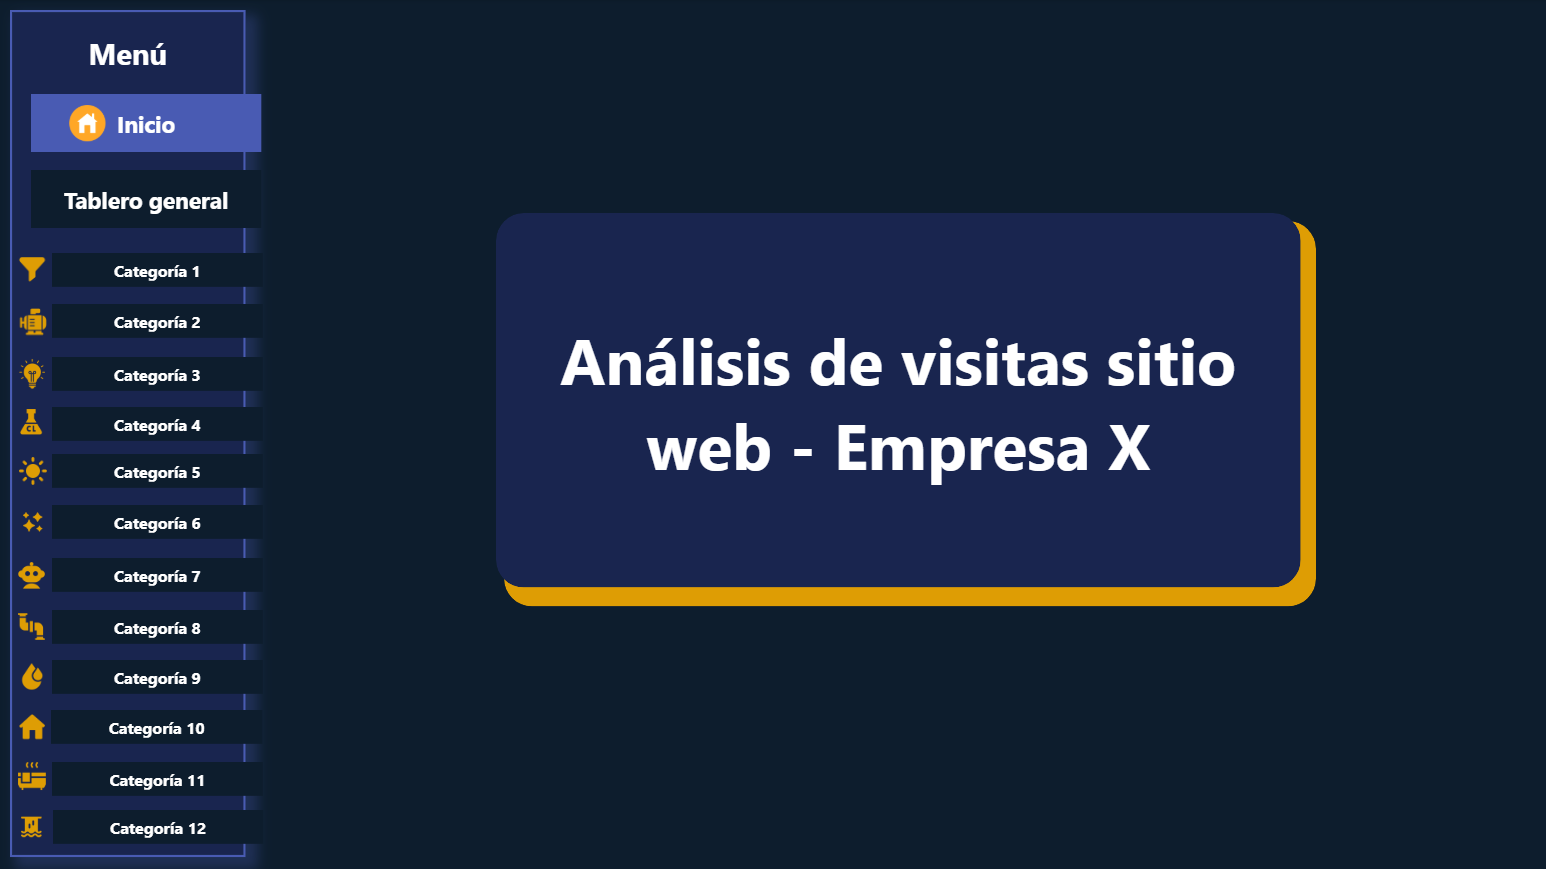 Menú
Inicio
Tablero general
Categoría 1
Categoría 2
Categoría 3
Categoría 4
CL
Categoría 5
Categoría 6
Categoría 7
Categoría 8
Categoría 9
Categoría 10
Categoría 11
Categoría 12
Análisis de visitas sitio
web - Empresa X